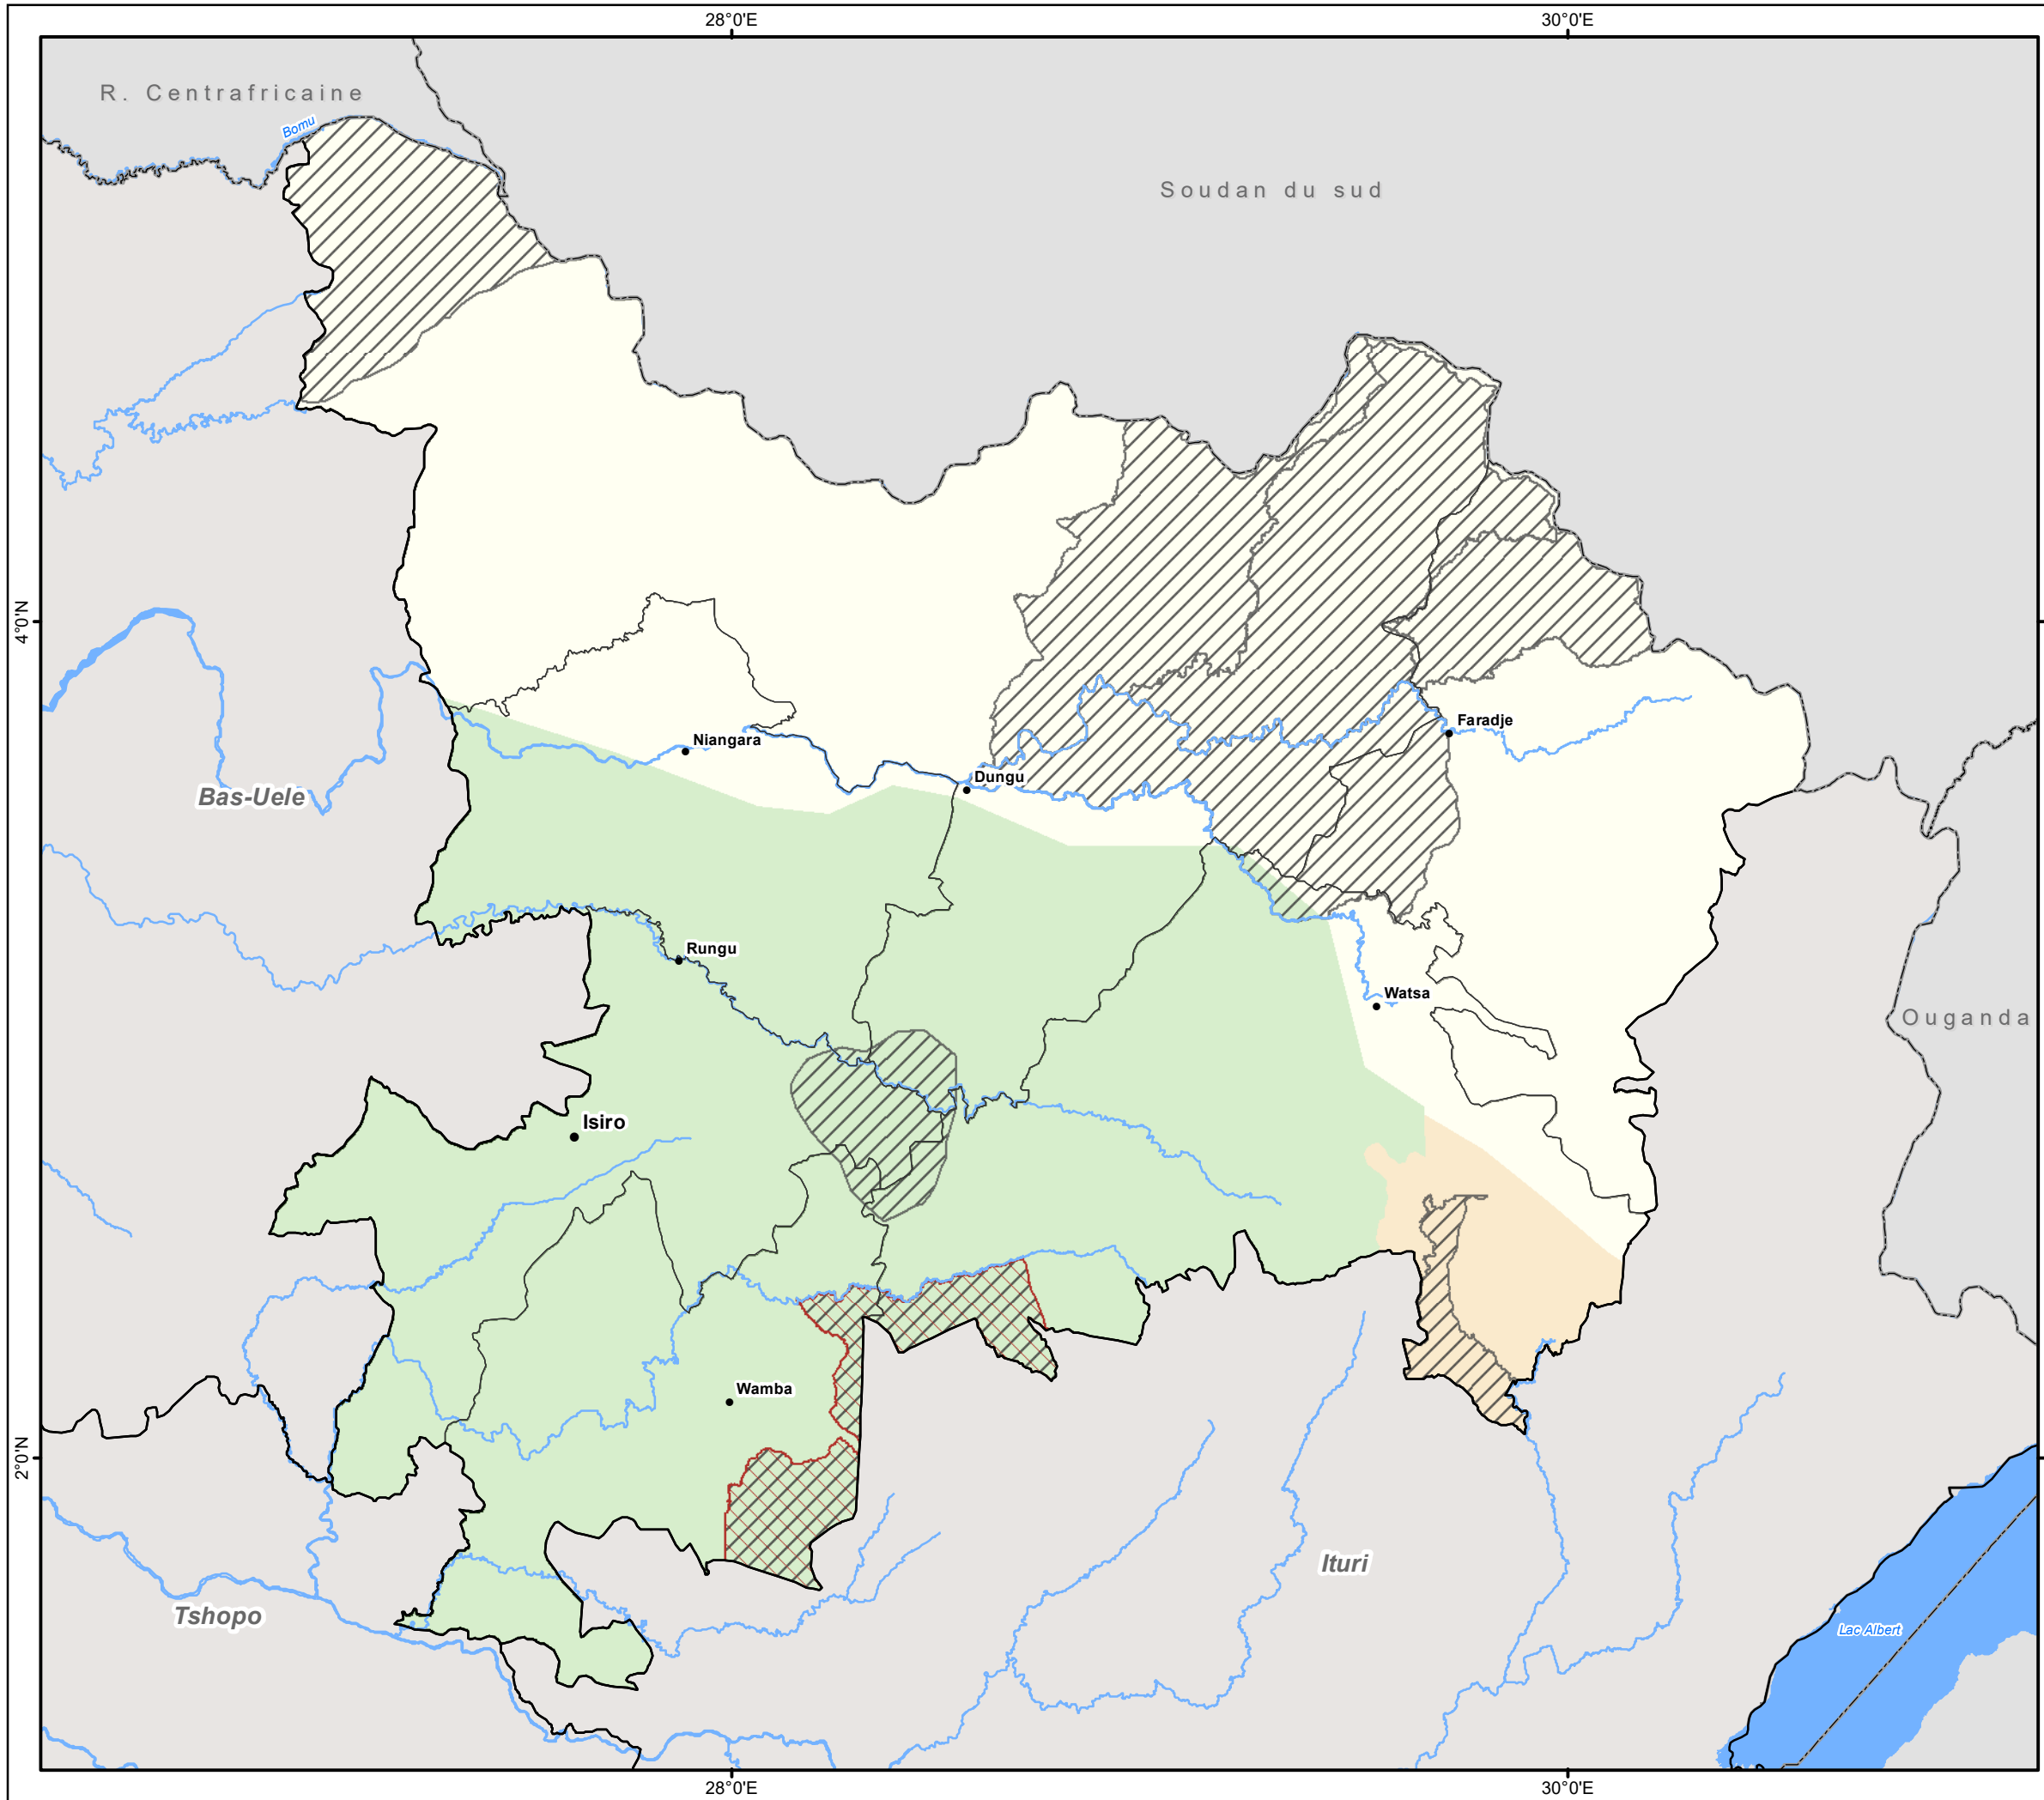 28°0'E 30°0'E
R. Centrafricaine
Bomu
Soudan du sud
4°0'N
Faradje
Niangara
Dungu
Bas-Uele
Rungu
Watsa
Ouganda
Isiro
Wamba
2°0'N
Ituri
Tshopo
Lac Albert
28°0'E 30°0'E